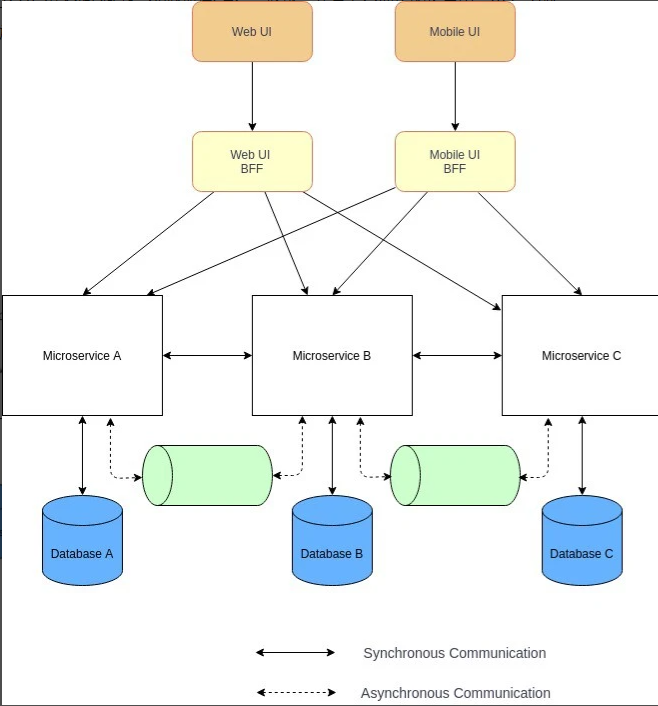 Web UI
Mobile UI
Web UI
BFF
Mobile UI
BFF
Microservice A
Microservice B
Microservice C
Database A
Database B
Database C
Synchronous Communication
Asynchronous Communication